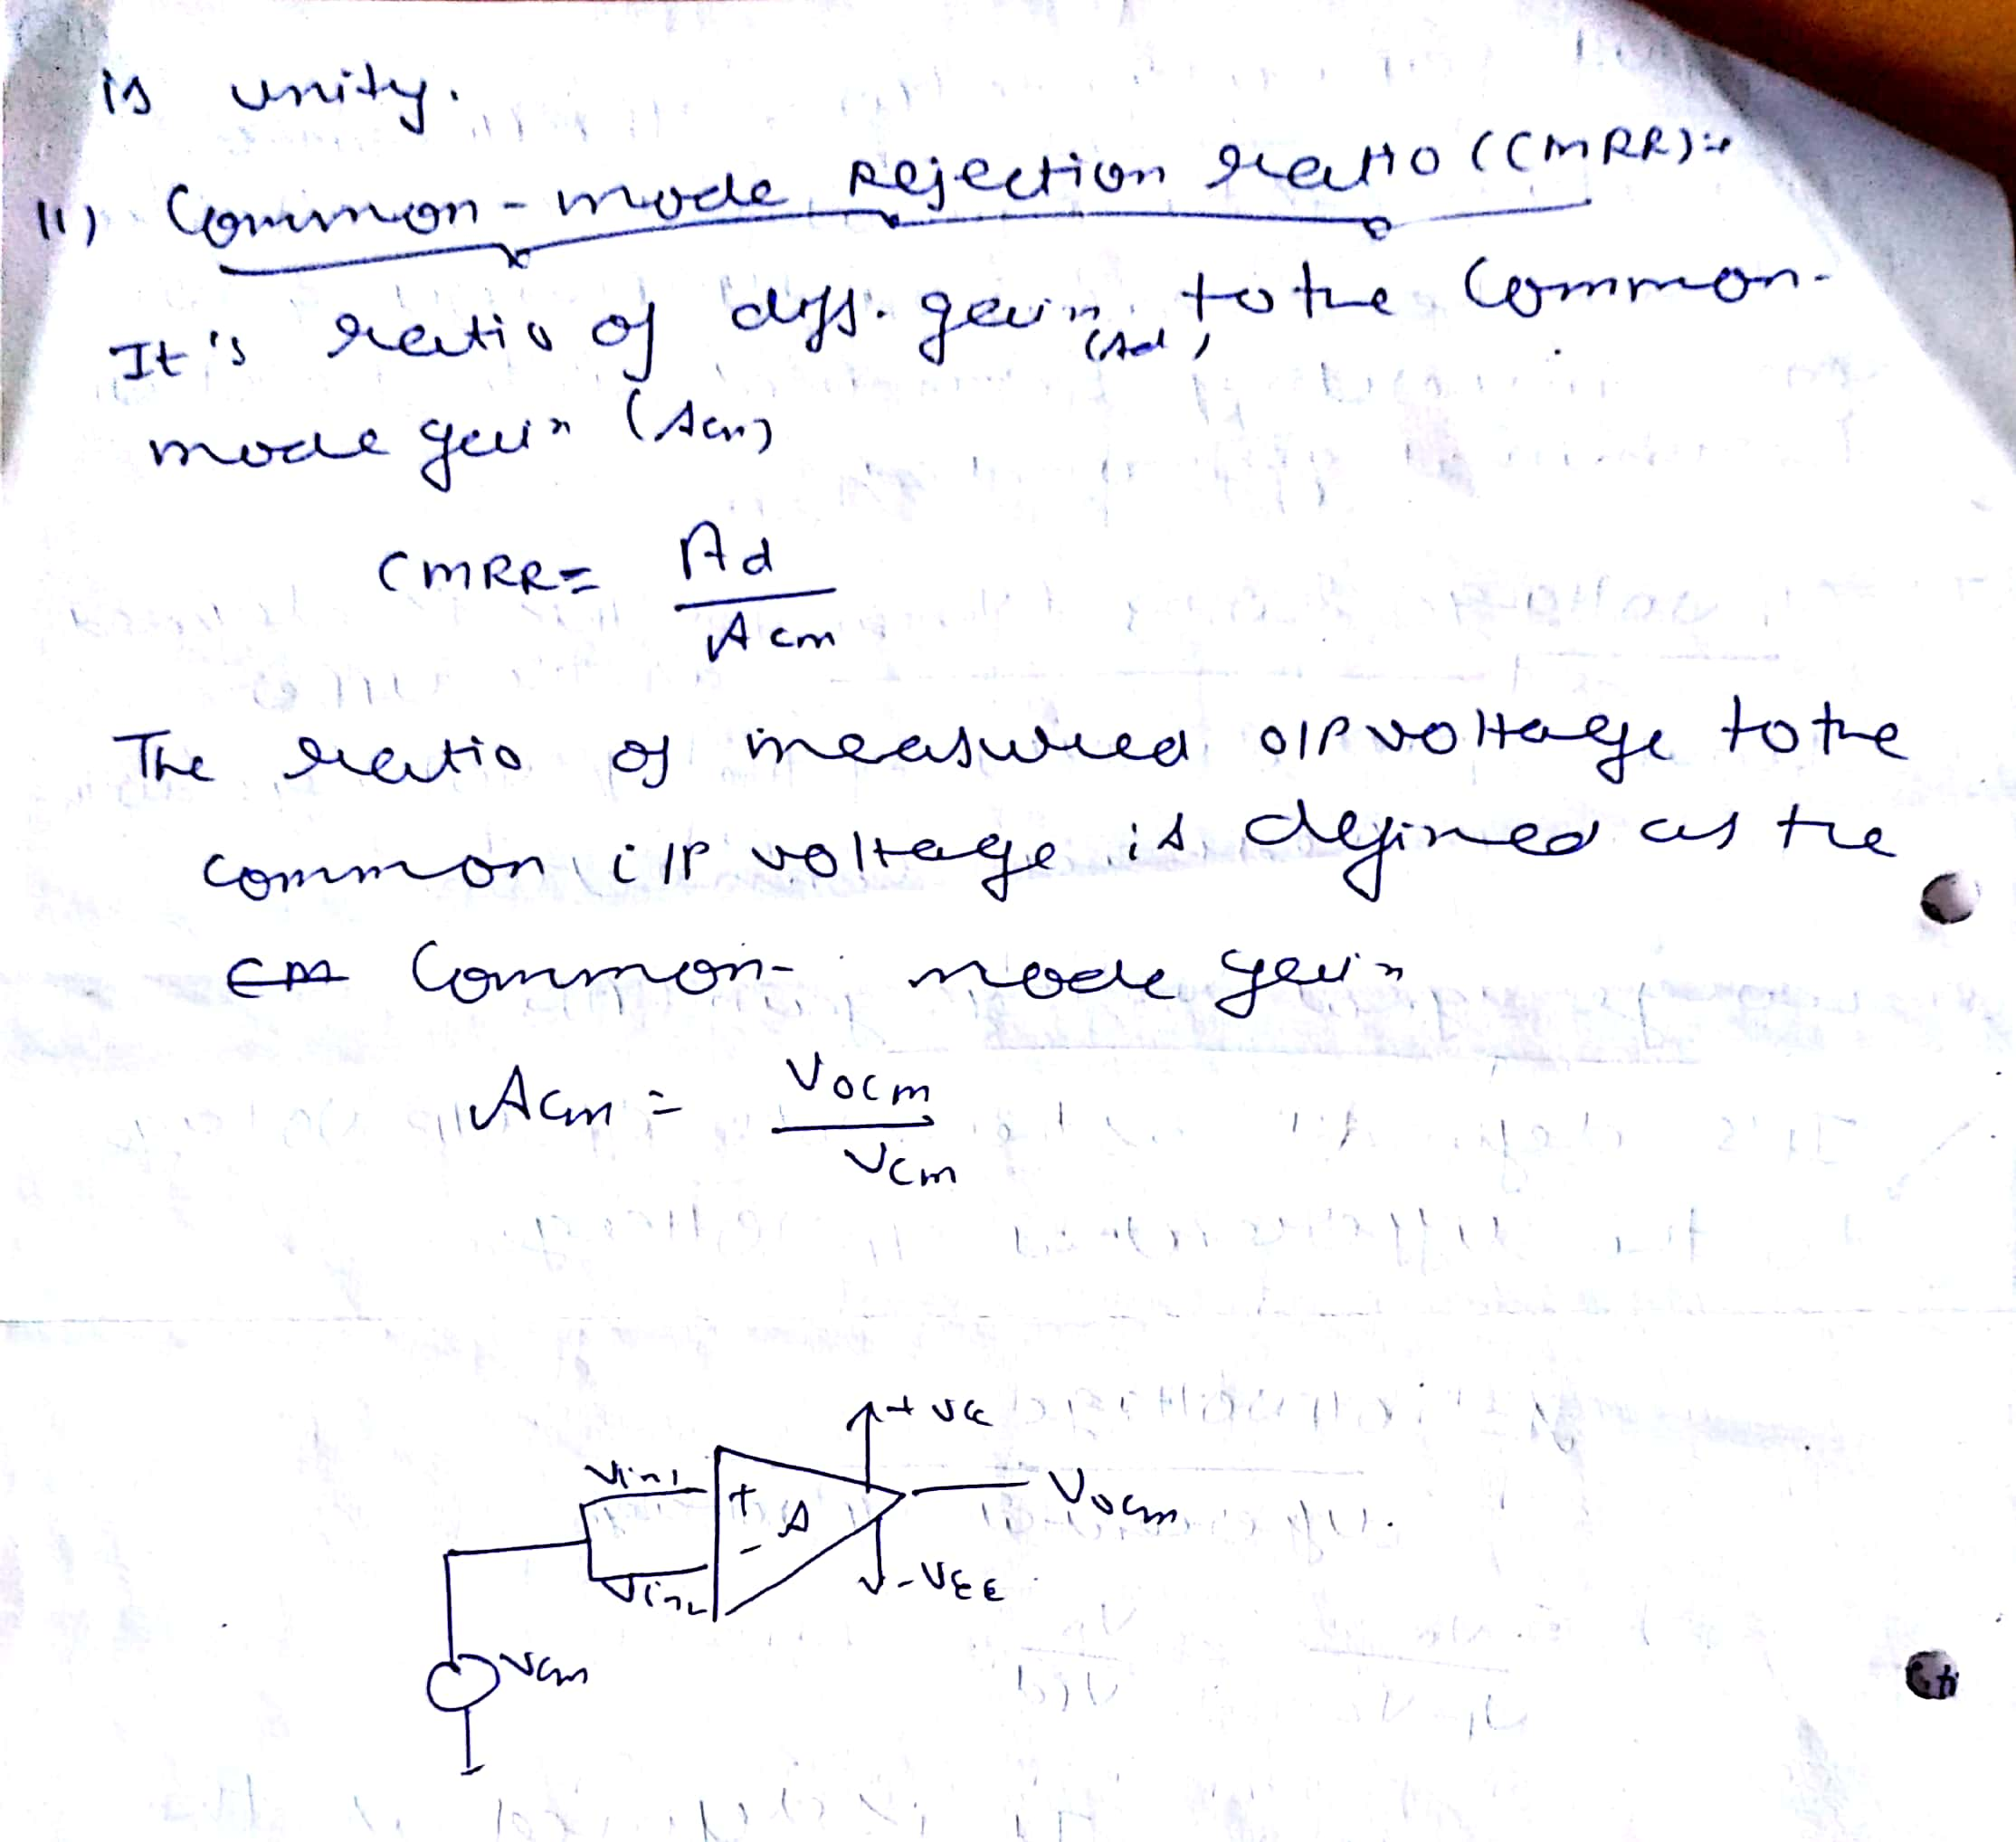 is unity.
11) Common-mode Rejection ratio (CMRR):-
It's ratio of diff. gain (Ad) to the Common-
mode gain (Acm)
CMRR = Ad
Acm
The ratio of measured o/p voltage to the
common i/p voltage is defined as the
Common- mode gain
Acm = Vocm
Vcm
+Vcc
Vin1
+
A
Vocm
-
Vin2
-VEE
Vcm